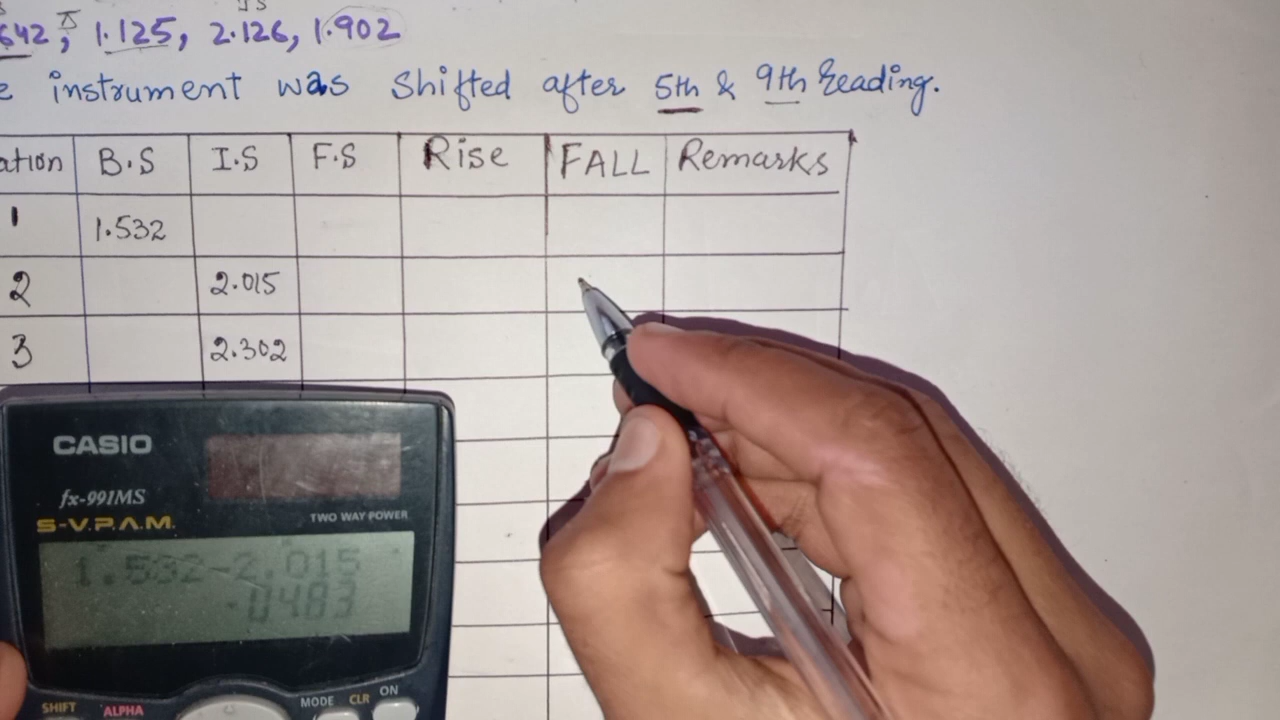 642, 1.125, 2.126, 1.902
instrument was Shifted after 5th & 9th Reading.
ation B.S I.S F.S Rise FALL Remarks
1 1.532
2 2.015
3 2.302
CASIO
fx-991MS
S-V.P.A.M. TWO WAY POWER
1.532-2.015
-0.483
SHIFT ALPHA MODE CLR ON